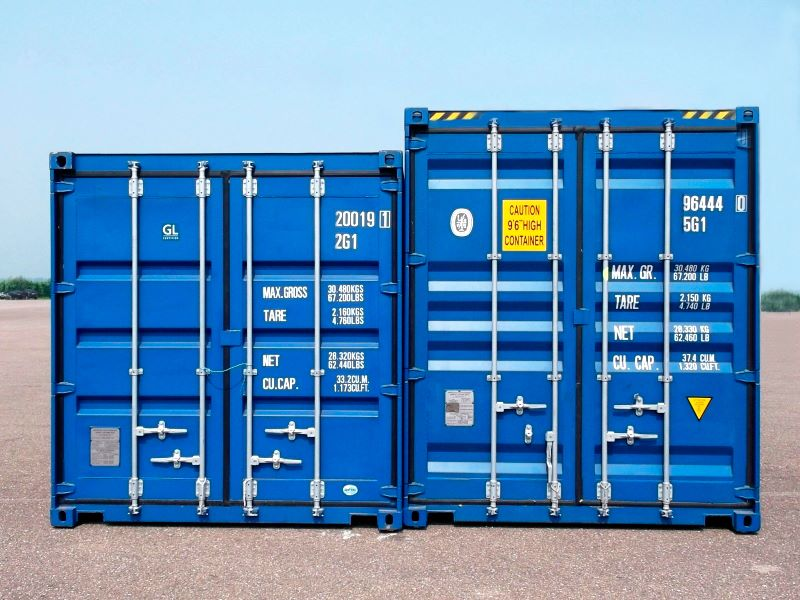 GL
20019 1
2G1
MAX.GROSS 30.480KGS
67.200LBS
TARE 2.160KGS
4.760LBS
NET 28.320KGS
62.440LBS
CU.CAP. 33.2CU.M.
1.173CU.FT.
CAUTION
9'6"HIGH
CONTAINER
96444 0
5G1
MAX. GR. 30.480 KG
67.200 LB
TARE 2.150 KG
4.740 LB
NET 28.330 KG
62.460 LB
CU. CAP. 37.4 CU.M.
1.320 CU.FT.